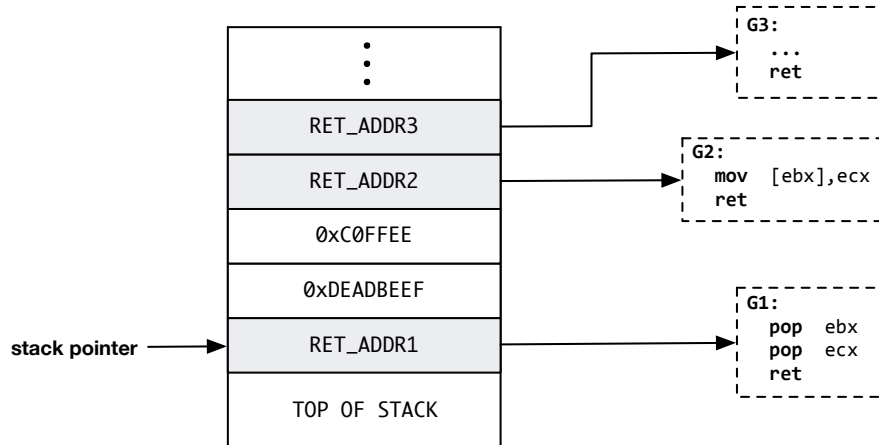 G3:
...
ret
RET_ADDR3
G2:
RET_ADDR2
mov [ebx],ecx
ret
0xC0FFEE
0xDEADBEEF
G1:
pop ebx
stack pointer
RET_ADDR1
pop ecx
ret
TOP OF STACK